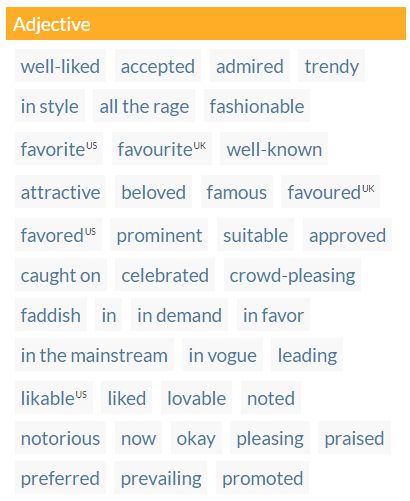 Adjective
well-liked accepted admired trendy
in style all the rage fashionable
favorite US favourite UK well-known
attractive beloved famous favoured UK
favored US prominent suitable approved
caught on celebrated crowd-pleasing
faddish in in demand in favor
in the mainstream in vogue leading
likable US liked lovable noted
notorious now okay pleasing praised
preferred prevailing promoted